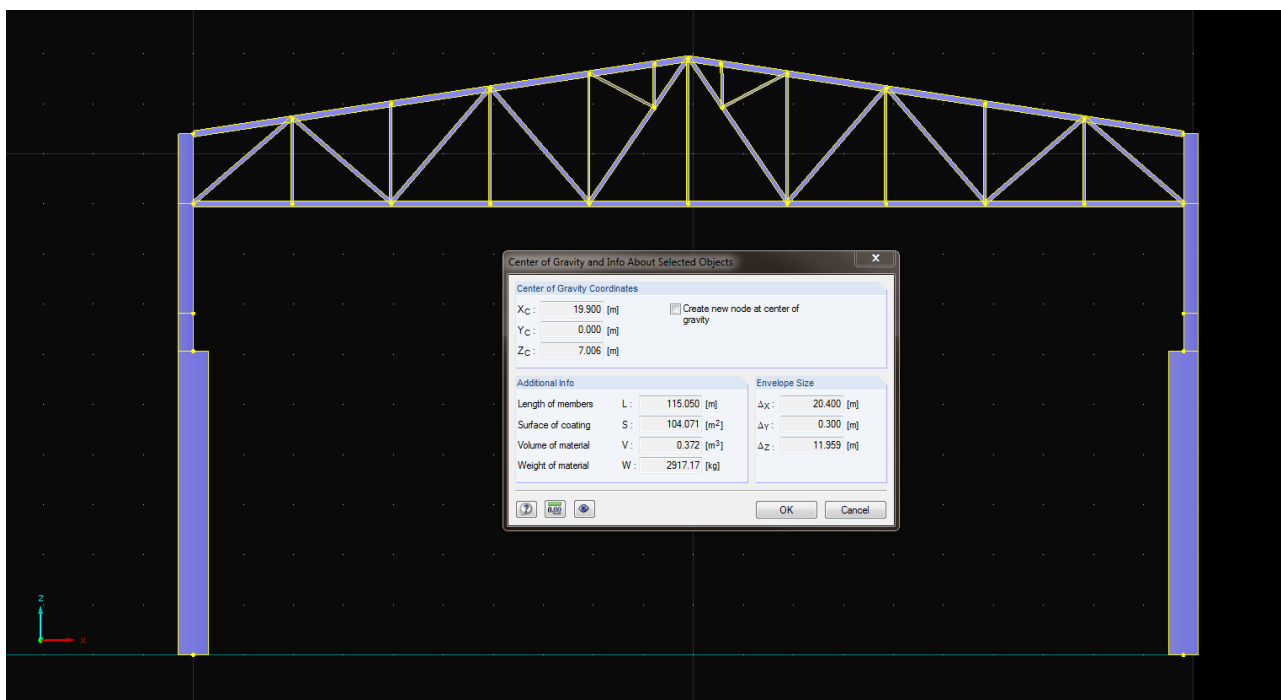 Center of Gravity and Info About Selected Objects
x
Center of Gravity Coordinates
XC : 19.900 [m]
Create new node at center of
gravity
YC : 0.000 [m]
ZC : 7.006 [m]
Additional Info
Envelope Size
Length of members L : 115.050 [m]
ΔX : 20.400 [m]
Surface of coating S : 104.071 [m2]
ΔY : 0.300 [m]
Volume of material V : 0.372 [m3]
ΔZ : 11.959 [m]
Weight of material W : 2917.17 [kg]
0.00
OK
Cancel
Z
X